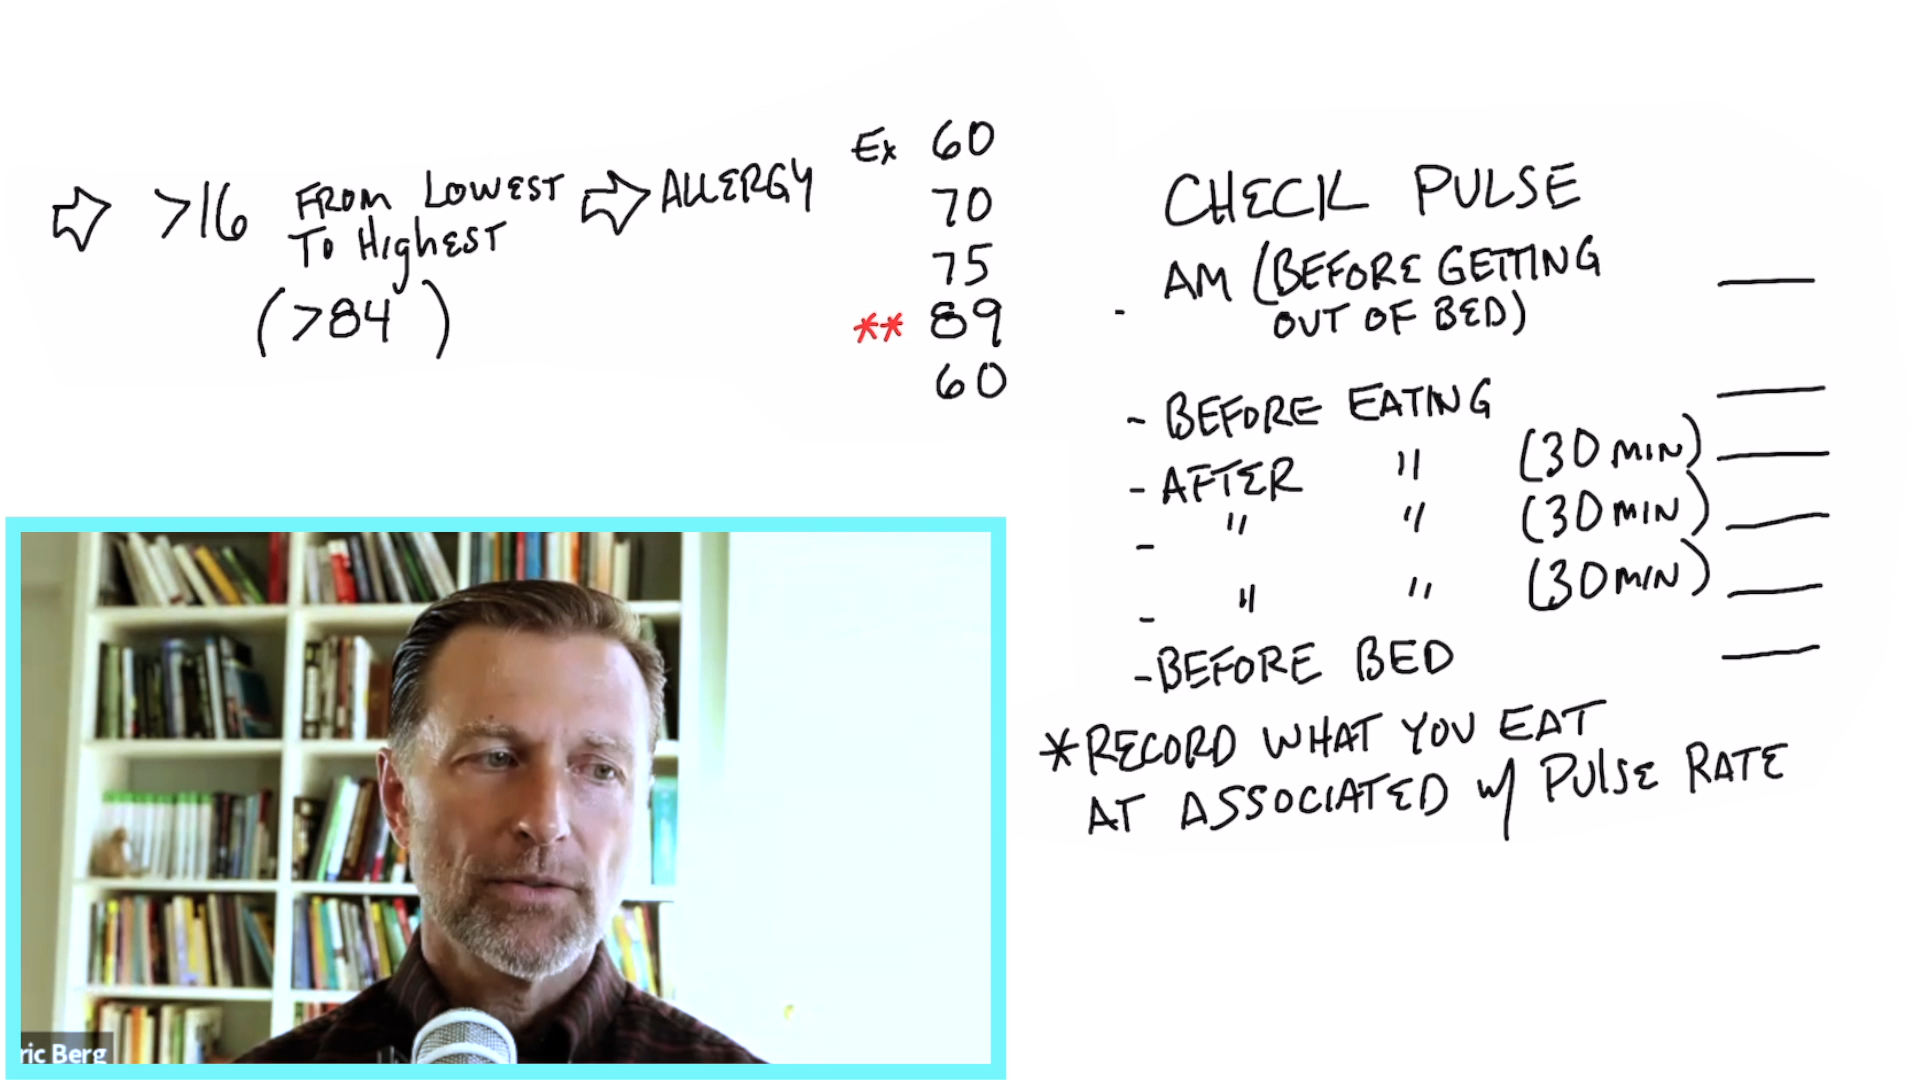 ⇨ >16 FROM LOWEST ⇨ ALLERGY
TO HIGHEST
(>84)
Ex 60
70
75
** 89
60
CHECK PULSE
- AM (BEFORE GETTING
OUT OF BED)
- BEFORE EATING
- AFTER " (30 MIN)
- " " (30 MIN)
- " " (30 MIN)
- BEFORE BED
* RECORD WHAT YOU EAT
AT ASSOCIATED W/ PULSE RATE
ric Berg